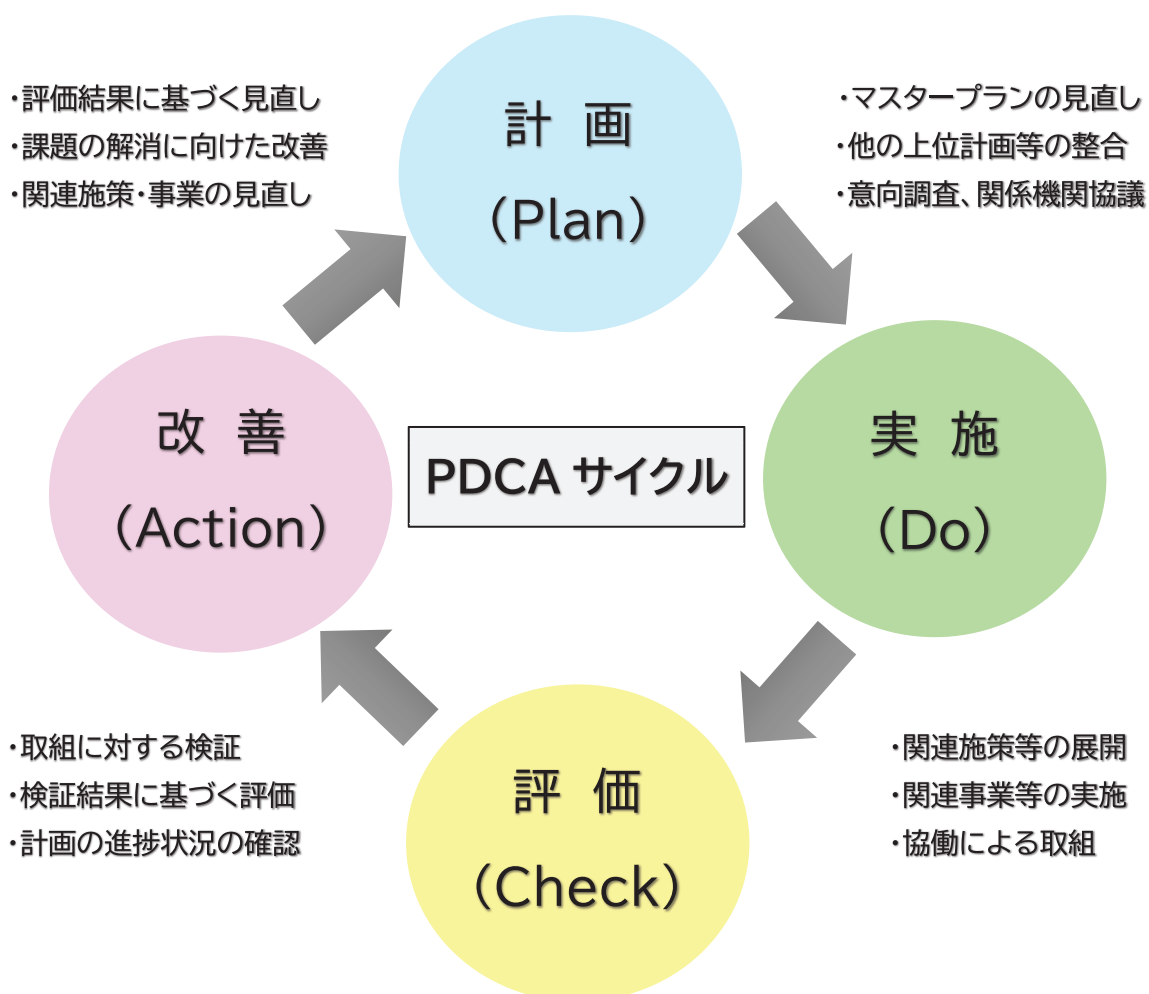 計 画
（Plan）
・マスタープランの見直し
・他の上位計画等の整合
・意向調査、関係機関協議
実 施
（Do）
・関連施策等の展開
・関連事業等の実施
・協働による取組
評 価
（Check）
・取組に対する検証
・検証結果に基づく評価
・計画の進捗状況の確認
改 善
（Action）
・評価結果に基づく見直し
・課題の解消に向けた改善
・関連施策・事業の見直し
PDCA サイクル